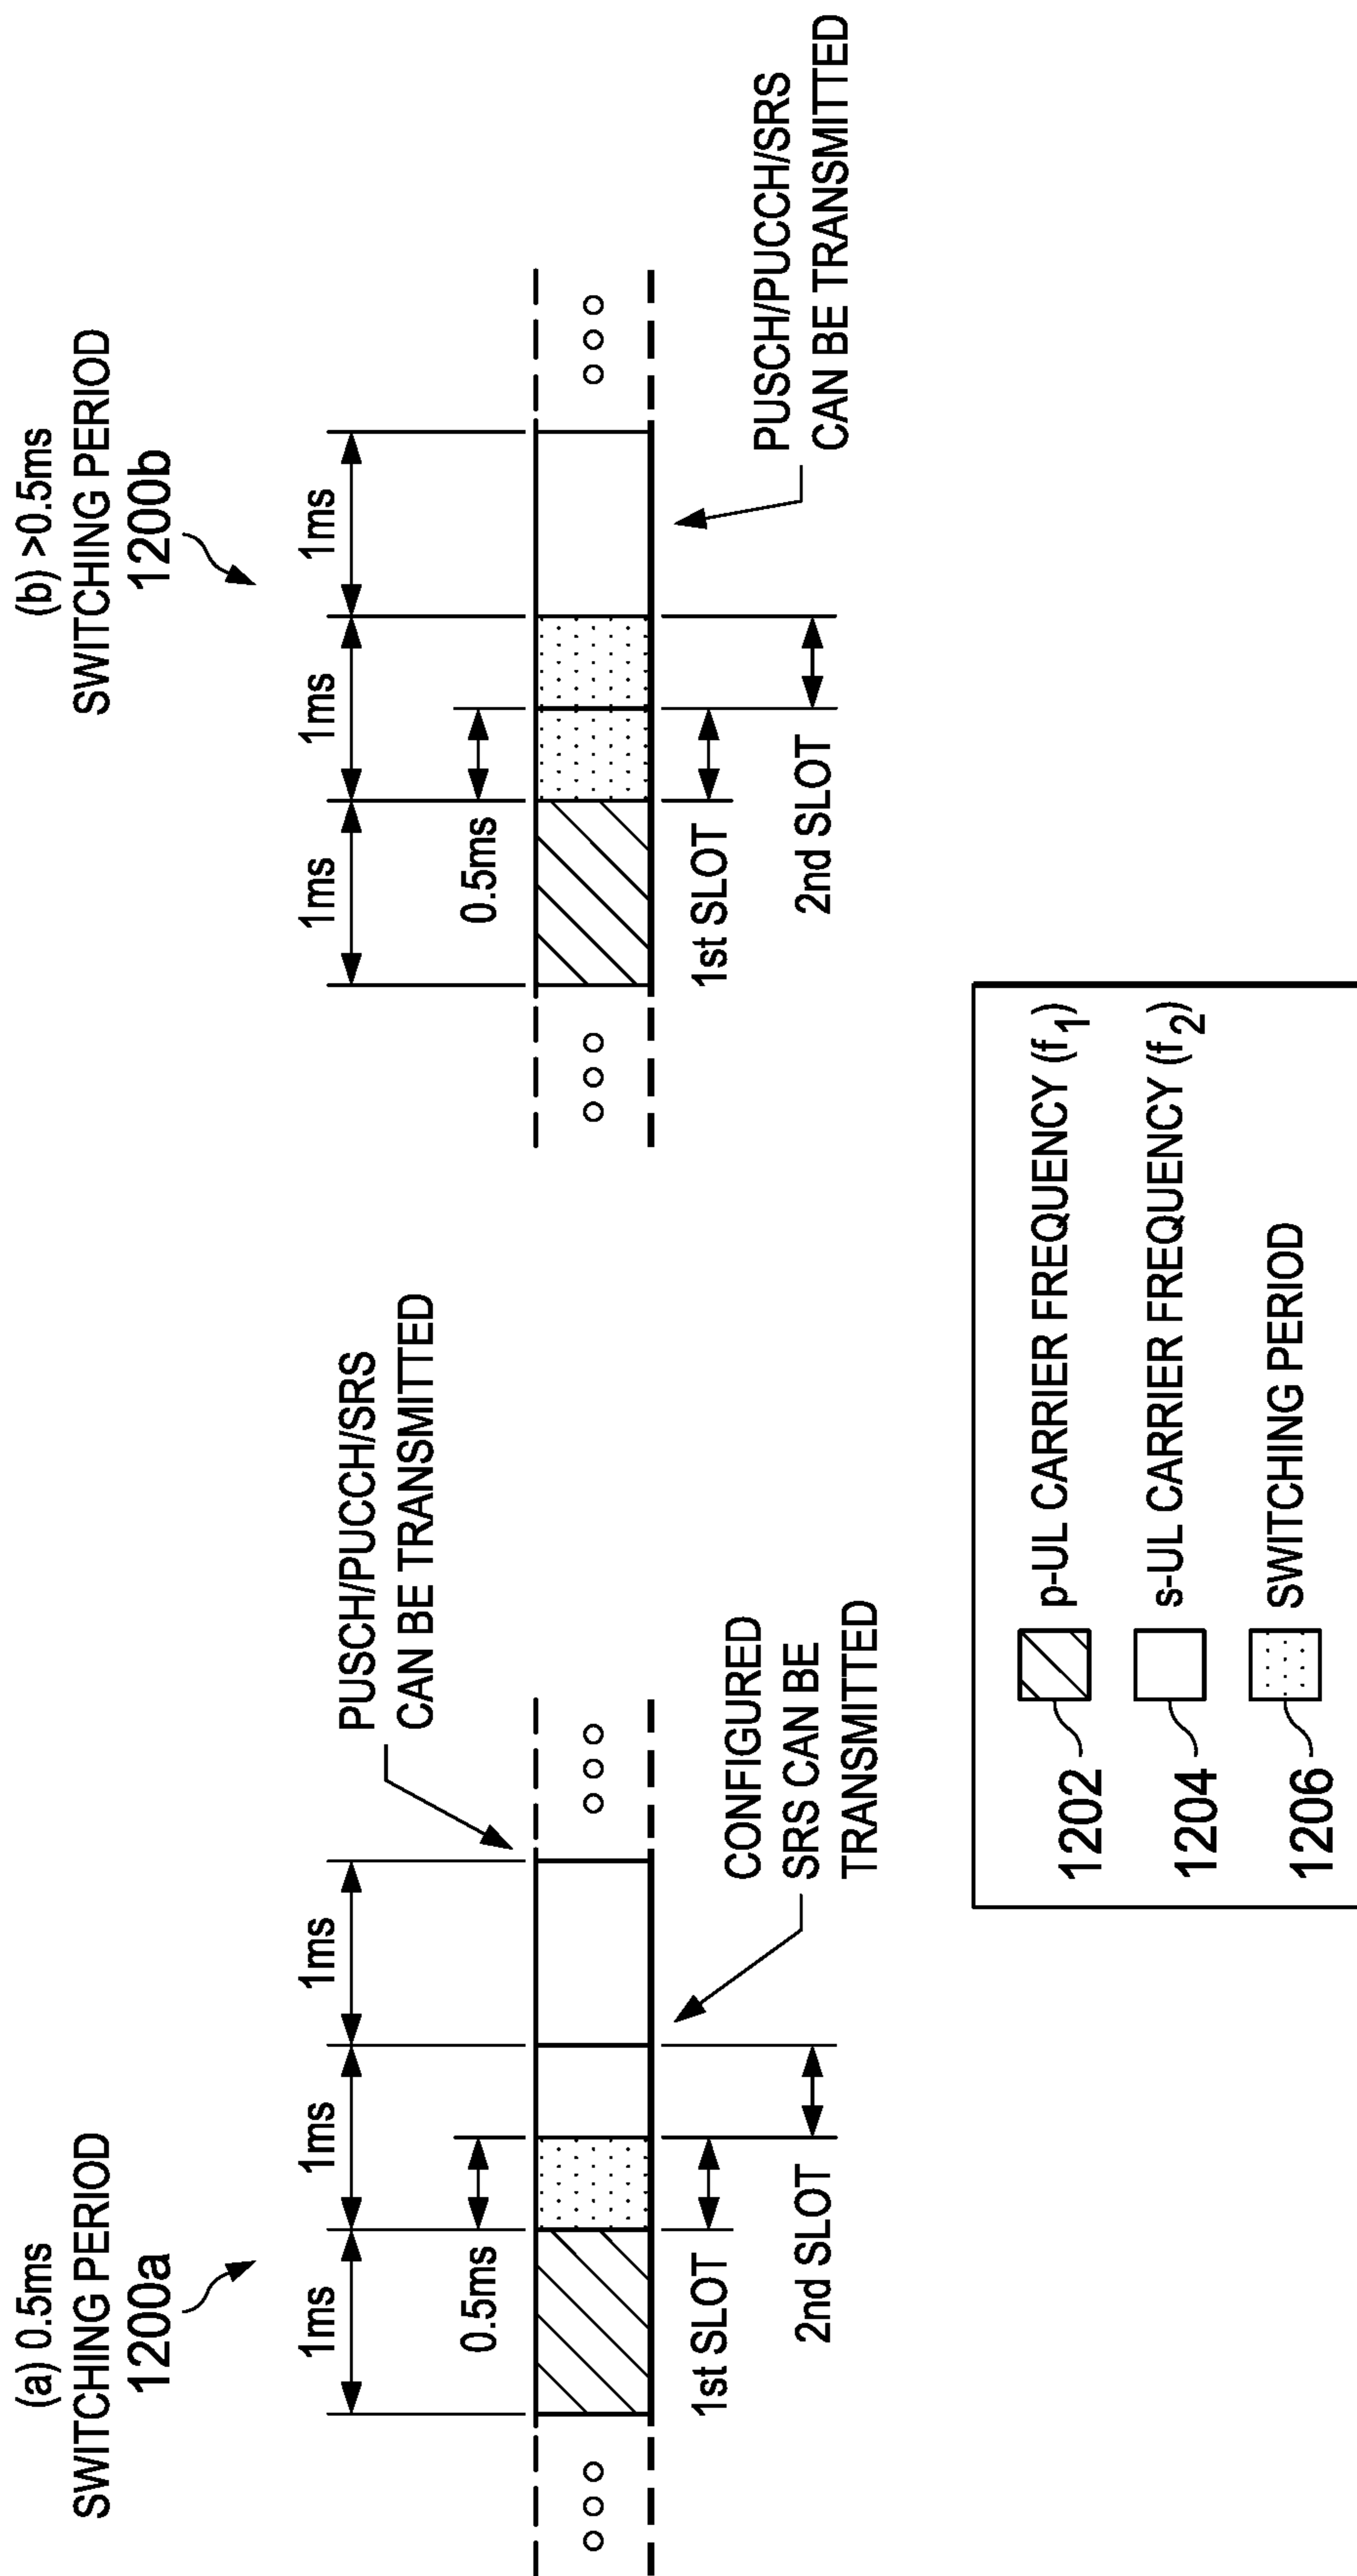 (a) 0.5ms
SWITCHING PERIOD
1200a
1ms
1ms
1ms
0.5ms
1st SLOT
2nd SLOT
PUSCH/PUCCH/SRS
CAN BE TRANSMITTED
CONFIGURED
SRS CAN BE
TRANSMITTED
(b) >0.5ms
SWITCHING PERIOD
1200b
1ms
1ms
1ms
0.5ms
1st SLOT
2nd SLOT
PUSCH/PUCCH/SRS
CAN BE TRANSMITTED
1202 p-UL CARRIER FREQUENCY (f1)
1204 s-UL CARRIER FREQUENCY (f2)
1206 SWITCHING PERIOD